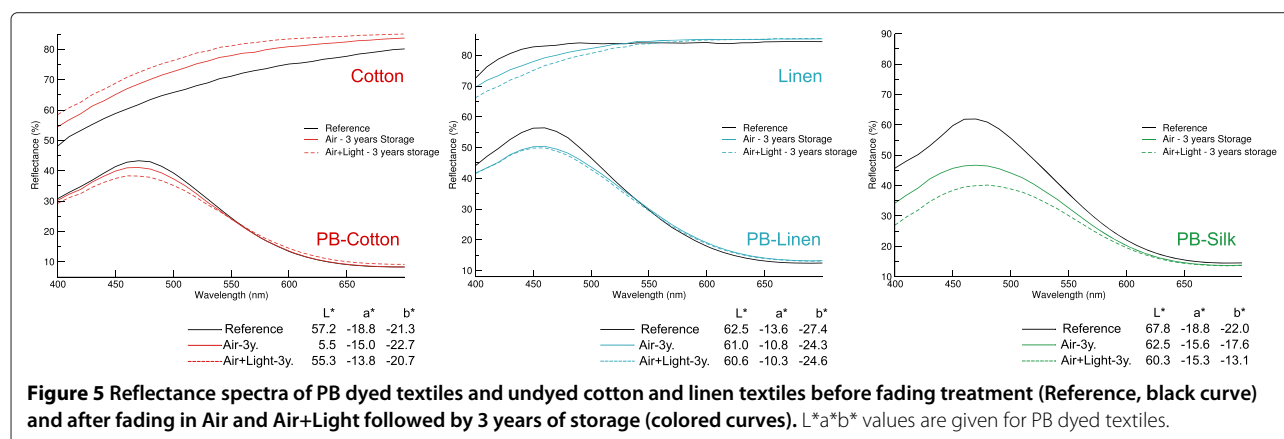 85
80
70
60
50
40
30
20
10
400
450
500
550
600
650
Reflectance (%)
Wavelength (nm)
Cotton
Reference
Air - 3 years Storage
Air+Light - 3 years storage
PB-Cotton
L* a* b*
Reference 57.2 -18.8 -21.3
Air-3y. 5.5 -15.0 -22.7
Air+Light-3y. 55.3 -13.8 -20.7
80
70
60
50
40
30
20
10
400
450
500
550
600
650
Reflectance (%)
Wavelength (nm)
Linen
Reference
Air - 3 years Storage
Air+Light - 3 years storage
PB-Linen
L* a* b*
Reference 62.5 -13.6 -27.4
Air-3y. 61.0 -10.8 -24.3
Air+Light-3y. 60.6 -10.3 -24.6
90
80
70
60
50
40
30
20
10
400
450
500
550
600
650
Reflectance (%)
Wavelength (nm)
Reference
Air - 3 years storage
Air+Light - 3 years storage
PB-Silk
L* a* b*
Reference 67.8 -18.8 -22.0
Air-3y. 62.5 -15.6 -17.6
Air+Light-3y. 60.3 -15.3 -13.1
Figure 5 Reflectance spectra of PB dyed textiles and undyed cotton and linen textiles before fading treatment (Reference, black curve)
and after fading in Air and Air+Light followed by 3 years of storage (colored curves). L*a*b* values are given for PB dyed textiles.